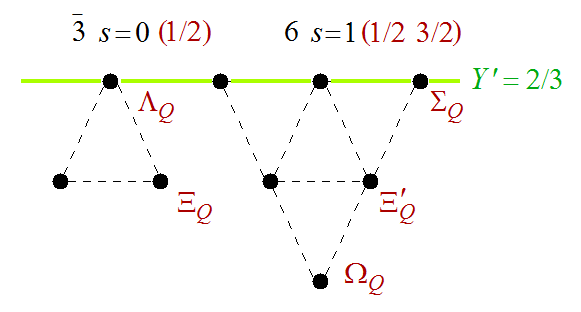 3̄ s=0 (1/2) 6 s=1 (1/2 3/2)
Y′ = 2/3
Λ_Q Σ_Q
Ξ_Q Ξ′_Q
Ω_Q